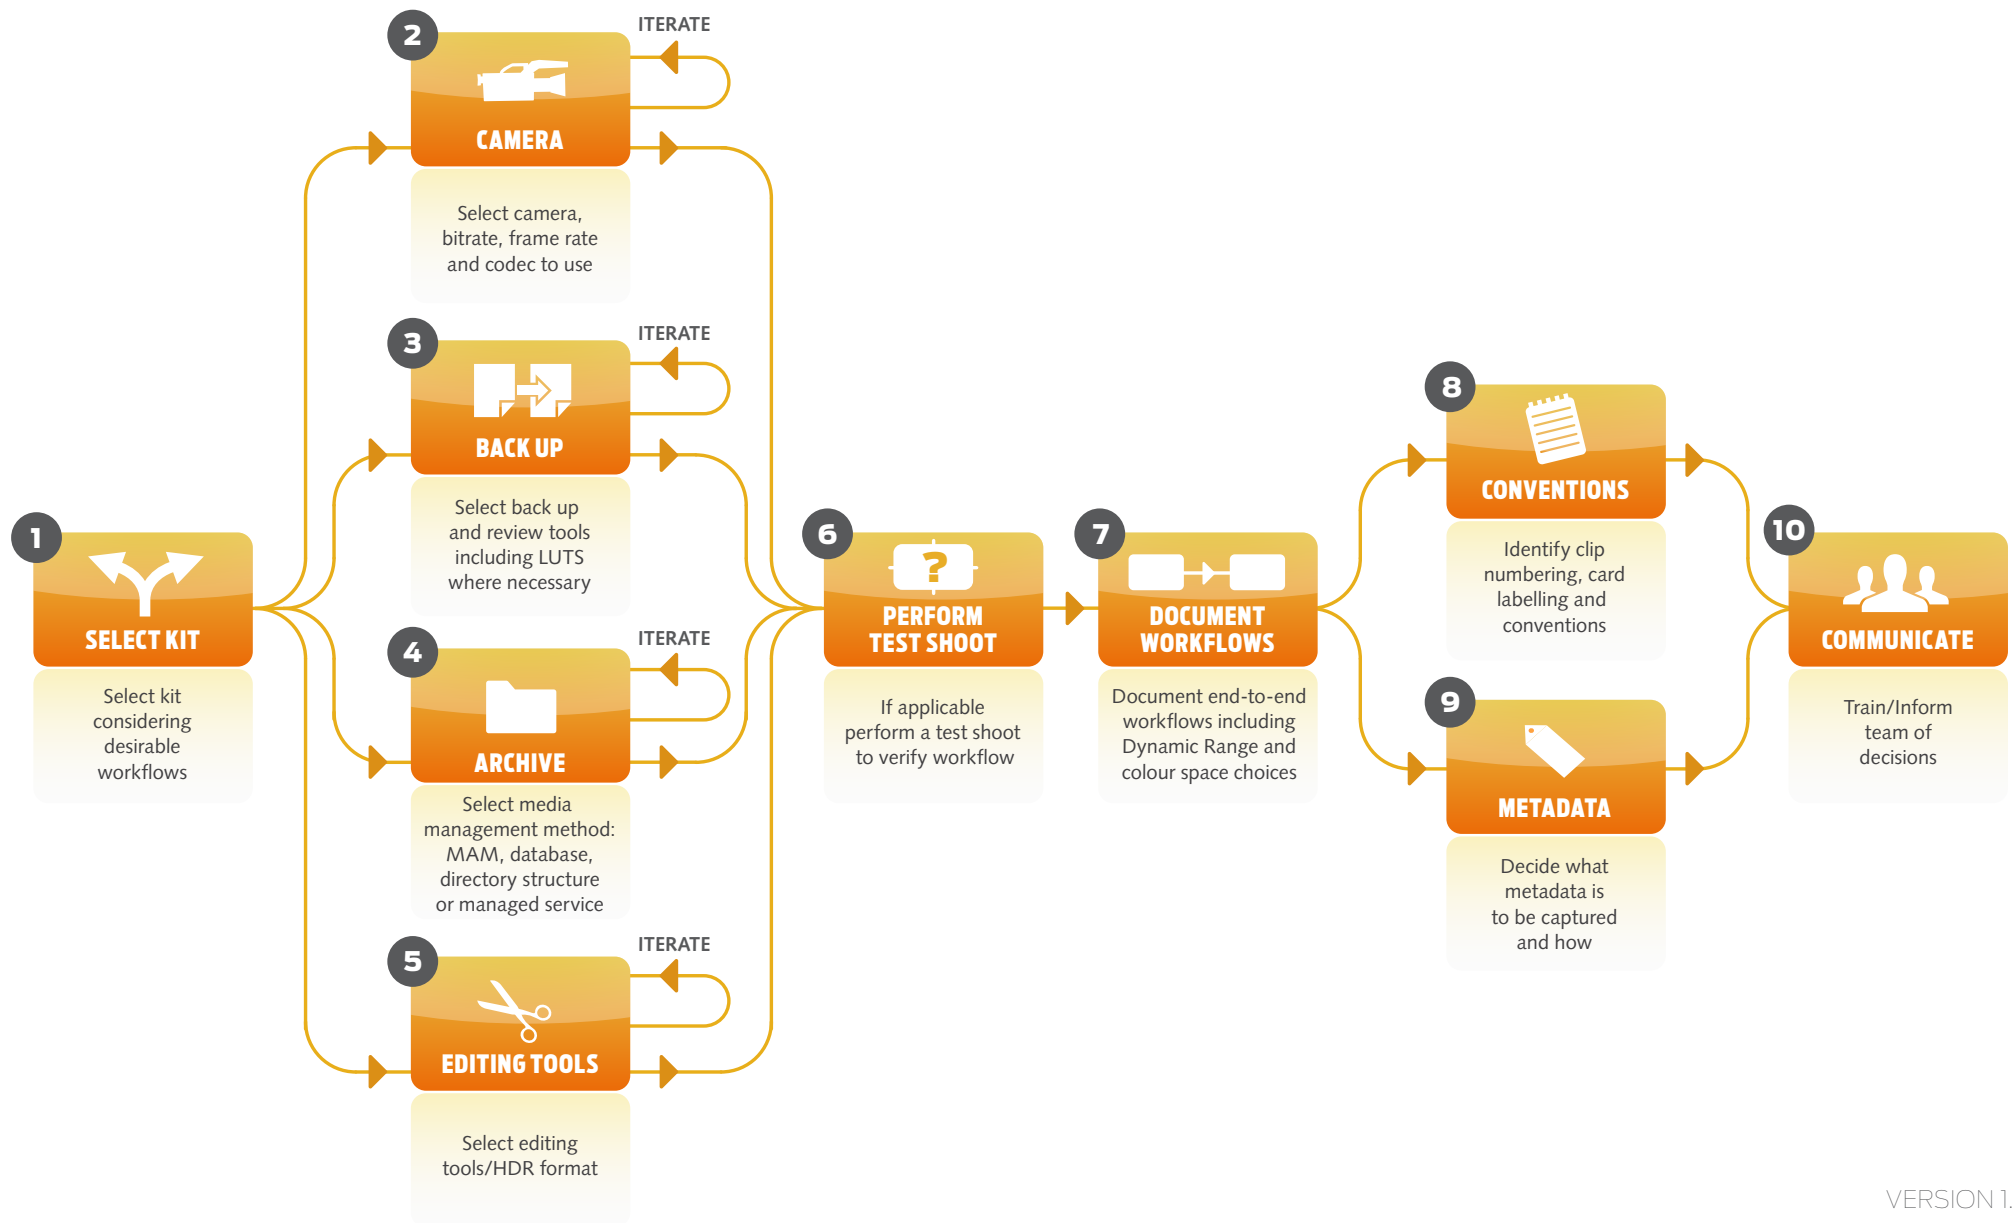 1
SELECT KIT
Select kit
considering
desirable
workflows
2
ITERATE
CAMERA
Select camera,
bitrate, frame rate
and codec to use
3
ITERATE
BACK UP
Select back up
and review tools
including LUTS
where necessary
4
ITERATE
ARCHIVE
Select media
management method:
MAM, database,
directory structure
or managed service
5
ITERATE
EDITING TOOLS
Select editing
tools/HDR format
6
?
PERFORM
TEST SHOOT
If applicable
perform a test shoot
to verify workflow
7
DOCUMENT
WORKFLOWS
Document end-to-end
workflows including
Dynamic Range and
colour space choices
8
CONVENTIONS
Identify clip
numbering, card
labelling and
conventions
9
METADATA
Decide what
metadata is
to be captured
and how
10
COMMUNICATE
Train/Inform
team of
decisions
VERSION 1.